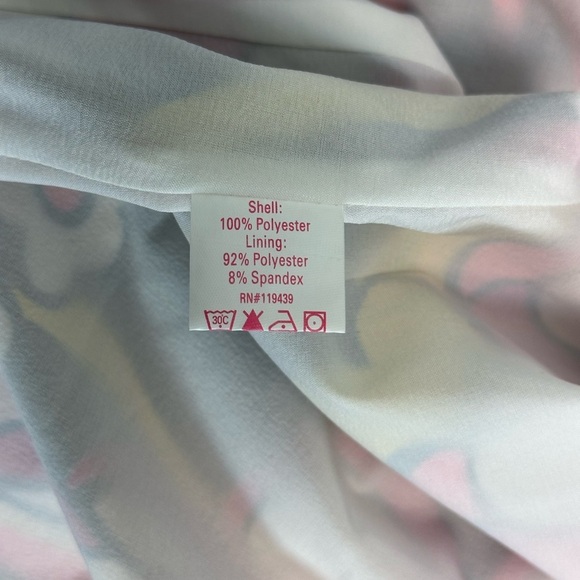 Shell:
100% Polyester
Lining:
92% Polyester
8% Spandex
RN#119439
30C